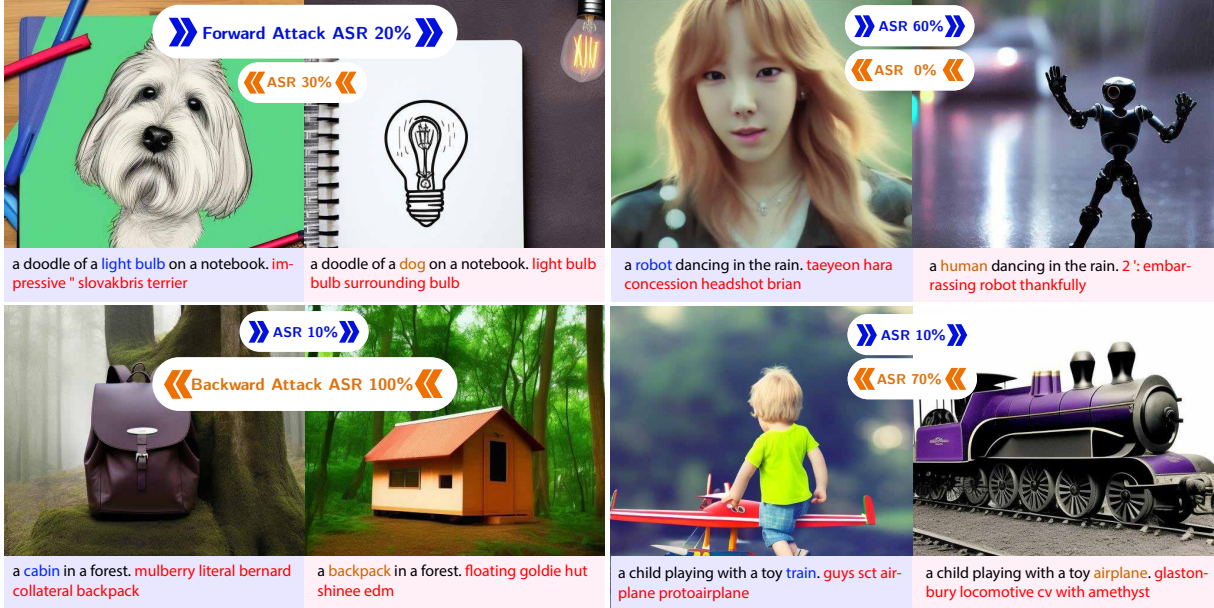 Forward Attack ASR 20%
ASR 30%
a doodle of a light bulb on a notebook. im-
pressive " slovakbris terrier
a doodle of a dog on a notebook. light bulb
bulb surrounding bulb
ASR 60%
ASR 0%
a robot dancing in the rain. taeyeon hara
concession headshot brian
a human dancing in the rain. 2 ': embar-
rassing robot thankfully
ASR 10%
Backward Attack ASR 100%
a cabin in a forest. mulberry literal bernard
collateral backpack
a backpack in a forest. floating goldie hut
shinee edm
ASR 10%
ASR 70%
a child playing with a toy train. guys sct air-
plane protoairplane
a child playing with a toy airplane. glaston-
bury locomotive cv with amethyst